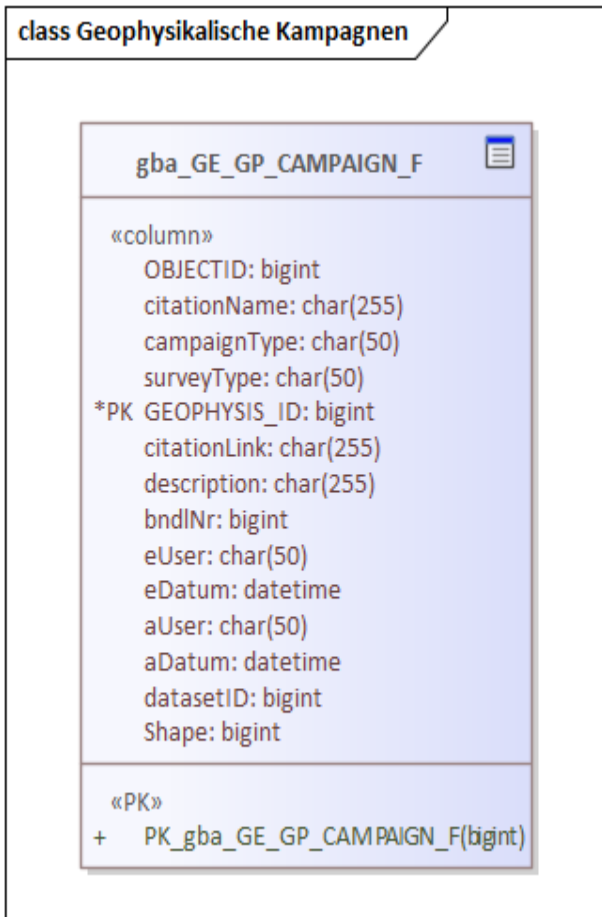 class Geophysikalische Kampagnen
gba_GE_GP_CAMPAIGN_F
«column»
OBJECTID: bigint
citationName: char(255)
campaignType: char(50)
surveyType: char(50)
*PK GEOPHYSIS_ID: bigint
citationLink: char(255)
description: char(255)
bndlNr: bigint
eUser: char(50)
eDatum: datetime
aUser: char(50)
aDatum: datetime
datasetID: bigint
Shape: bigint
«PK»
+ PK_gba_GE_GP_CAMPAIGN_F(bigint)